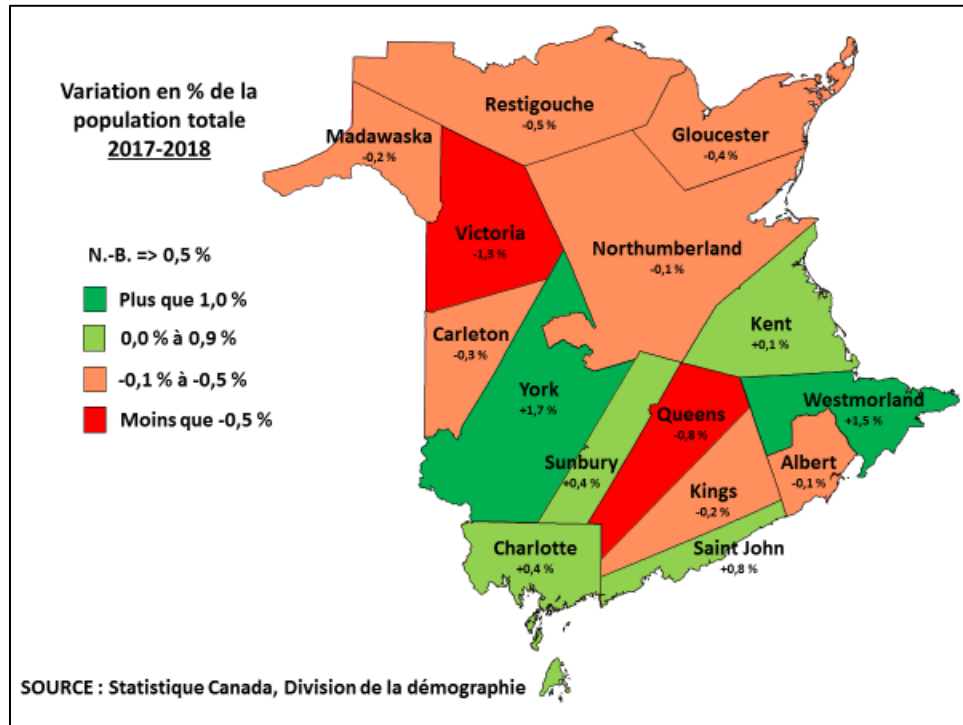 Variation en % de la
population totale
2017-2018
N.-B. => 0,5 %
Plus que 1,0 %
0,0 % à 0,9 %
-0,1 % à -0,5 %
Moins que -0,5 %
Restigouche
-0,5 %
Madawaska
-0,2 %
Gloucester
-0,4 %
Victoria
-1,3 %
Northumberland
-0,1 %
Carleton
-0,3 %
Kent
+0,1 %
York
+1,7 %
Westmorland
+1,5 %
Queens
-0,8 %
Sunbury
+0,4 %
Albert
-0,1 %
Kings
-0,2 %
Charlotte
+0,4 %
Saint John
+0,8 %
SOURCE : Statistique Canada, Division de la démographie